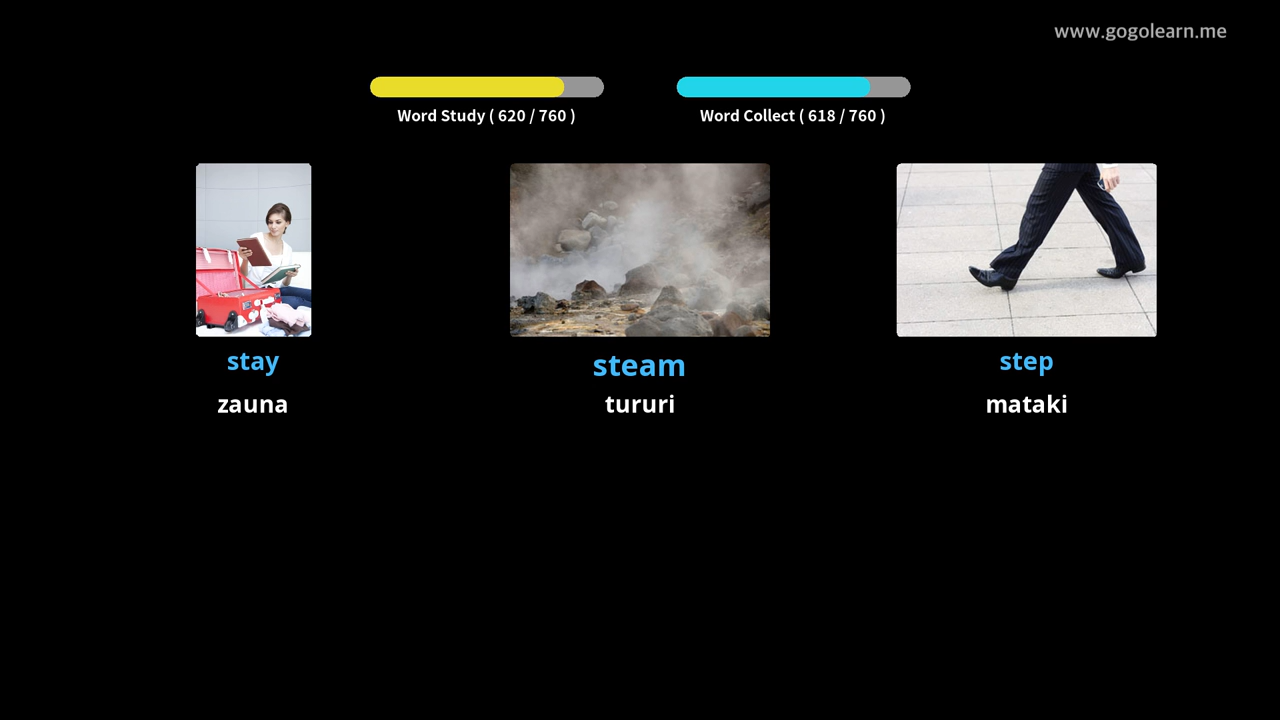 www.gogolearn.me
Word Study ( 620 / 760 )
Word Collect ( 618 / 760 )
stay
zauna
steam
tururi
step
mataki